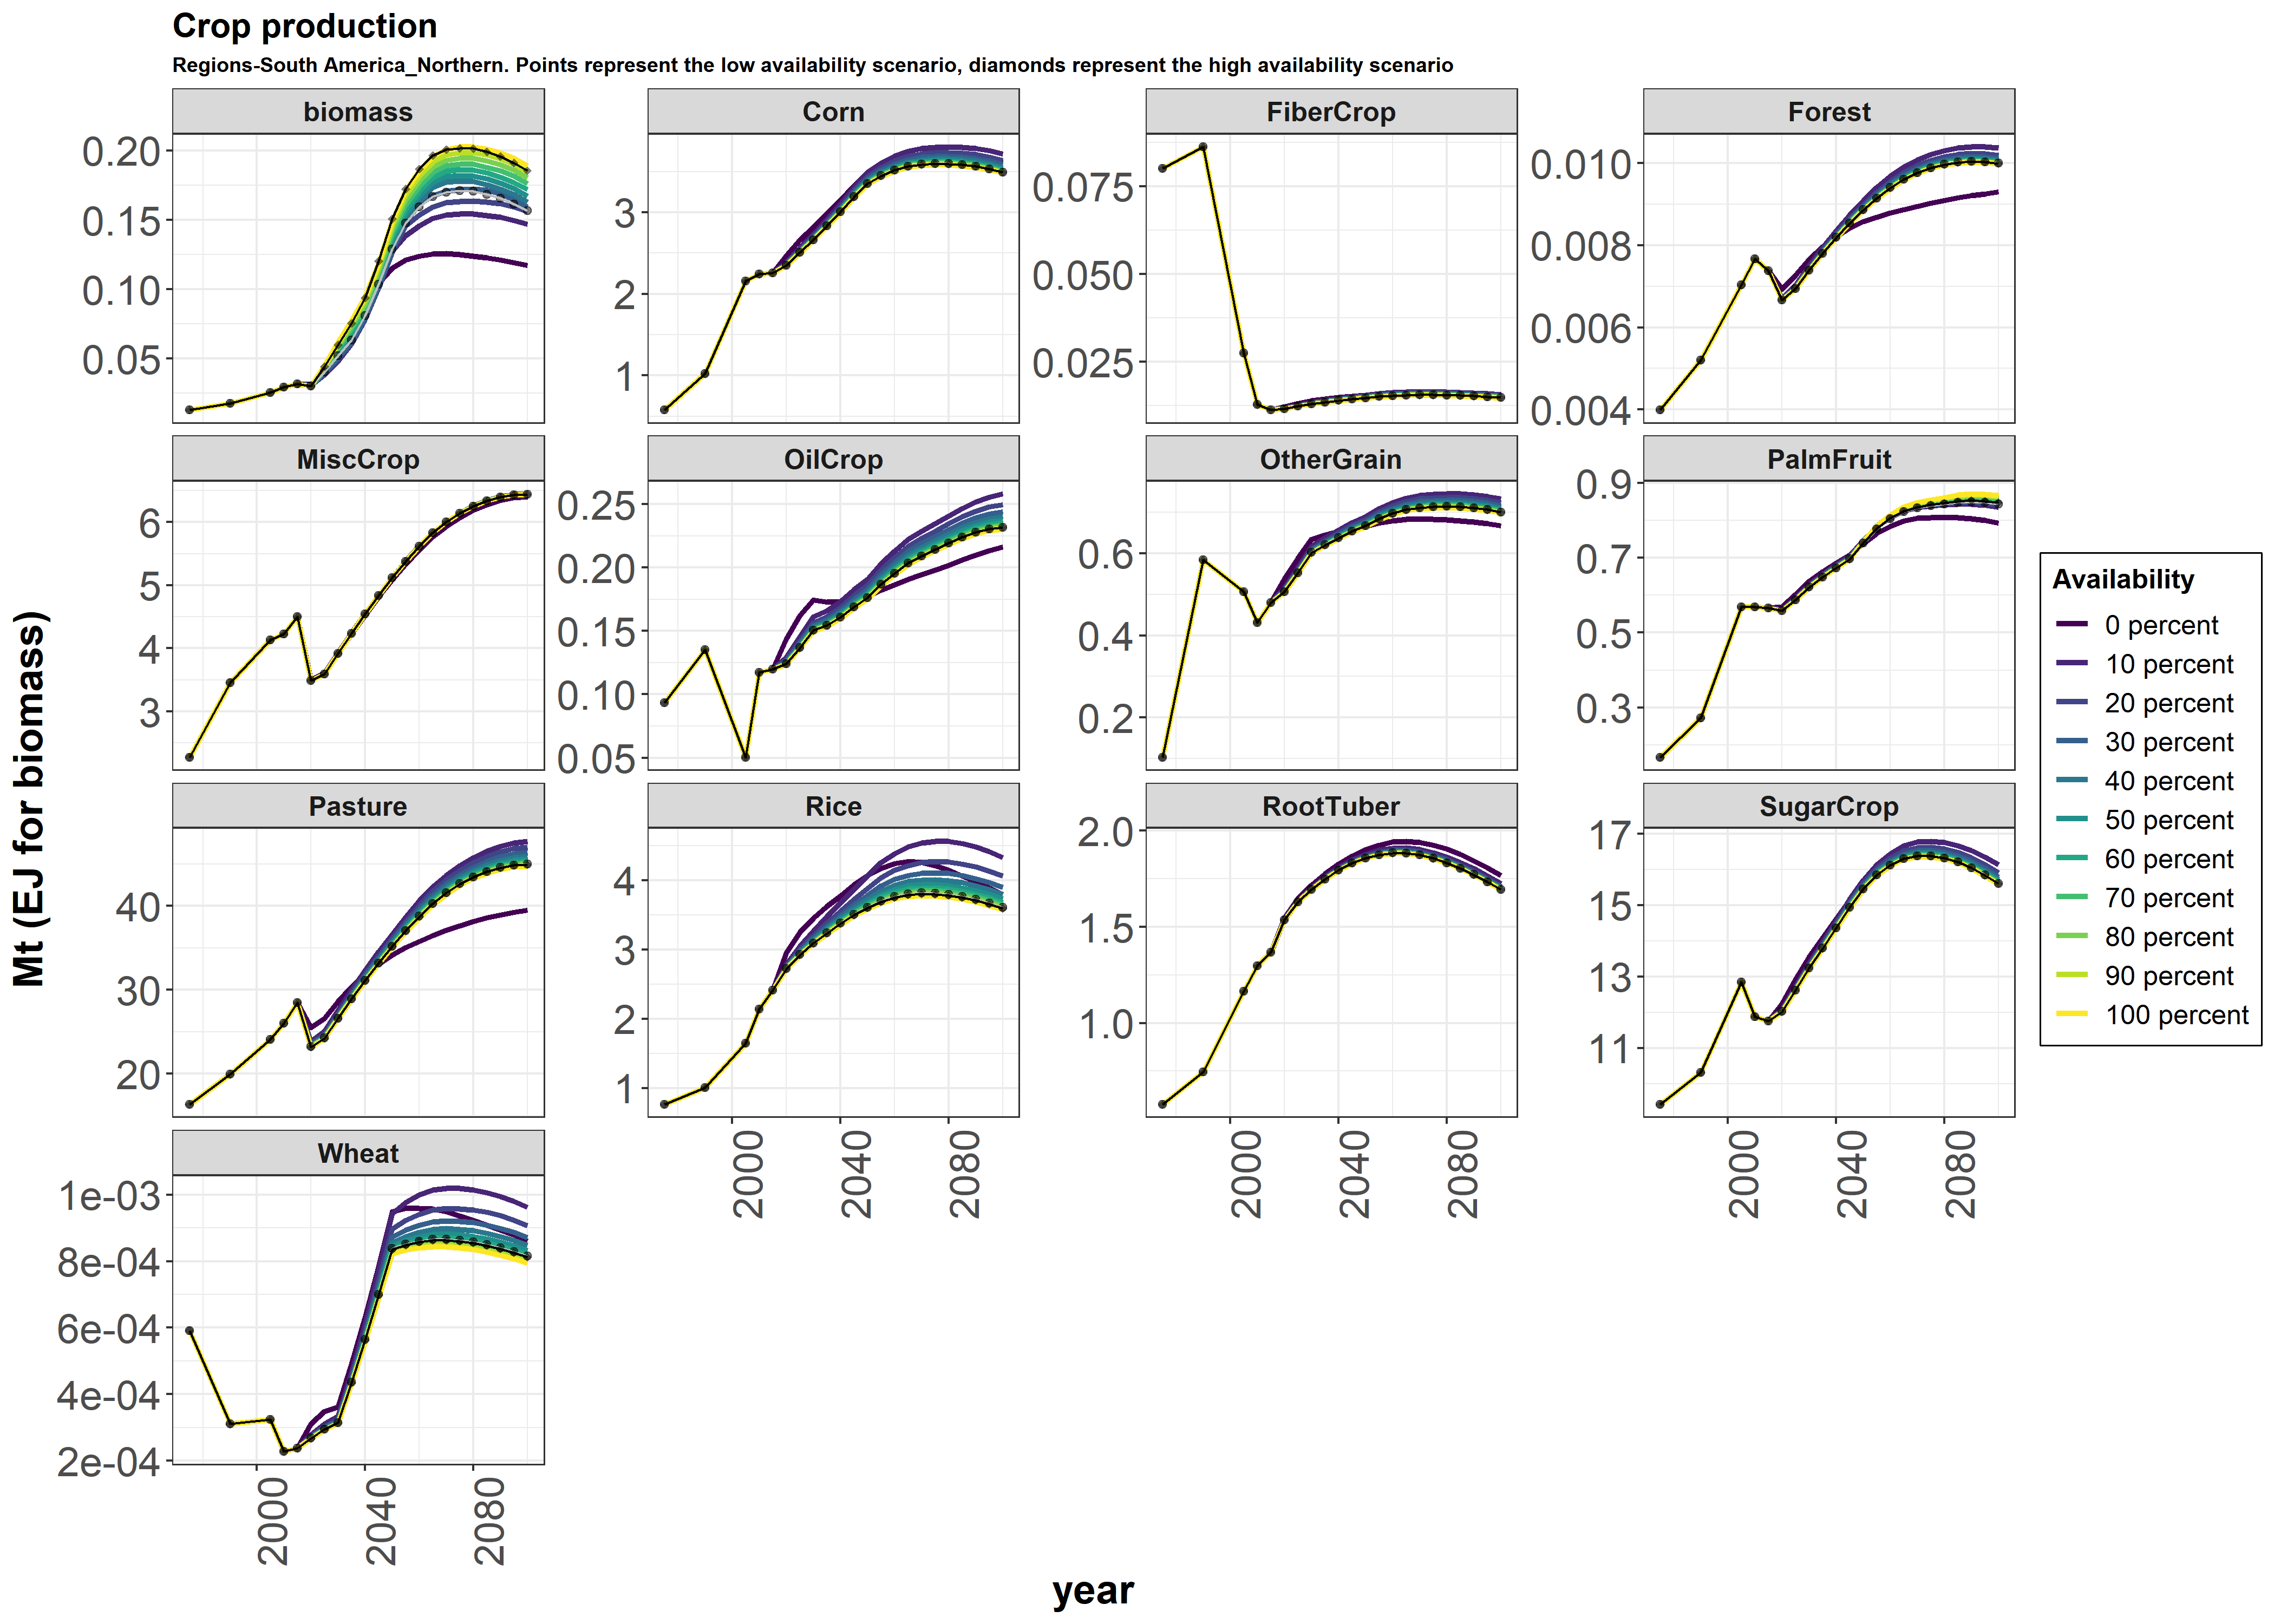 Crop production
Regions-South America_Northern. Points represent the low availability scenario, diamonds represent the high availability scenario
biomass
Corn
FiberCrop
Forest
0.20
0.15
0.10
0.05
3
2
1
0.075
0.050
0.025
0.010
0.008
0.006
0.004
MiscCrop
OilCrop
OtherGrain
PalmFruit
6
5
4
3
0.25
0.20
0.15
0.10
0.05
0.6
0.4
0.2
0.9
0.7
0.5
0.3
Pasture
Rice
RootTuber
SugarCrop
40
30
20
4
3
2
1
2.0
1.5
1.0
17
15
13
11
2000 2040 2080
2000 2040 2080
2000 2040 2080
Wheat
1e-03
8e-04
6e-04
4e-04
2e-04
2000 2040 2080
Mt (EJ for biomass)
year
Availability
0 percent
10 percent
20 percent
30 percent
40 percent
50 percent
60 percent
70 percent
80 percent
90 percent
100 percent